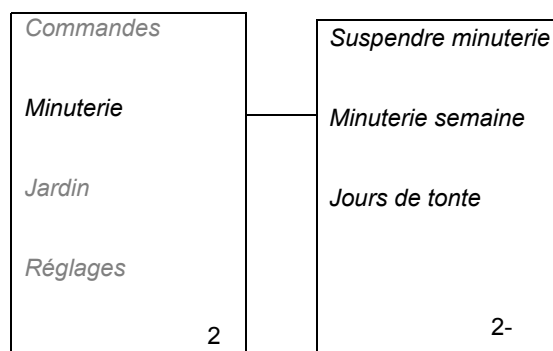 Commandes
Minuterie
Jardin
Réglages
2
Suspendre minuterie
Minuterie semaine
Jours de tonte
2-